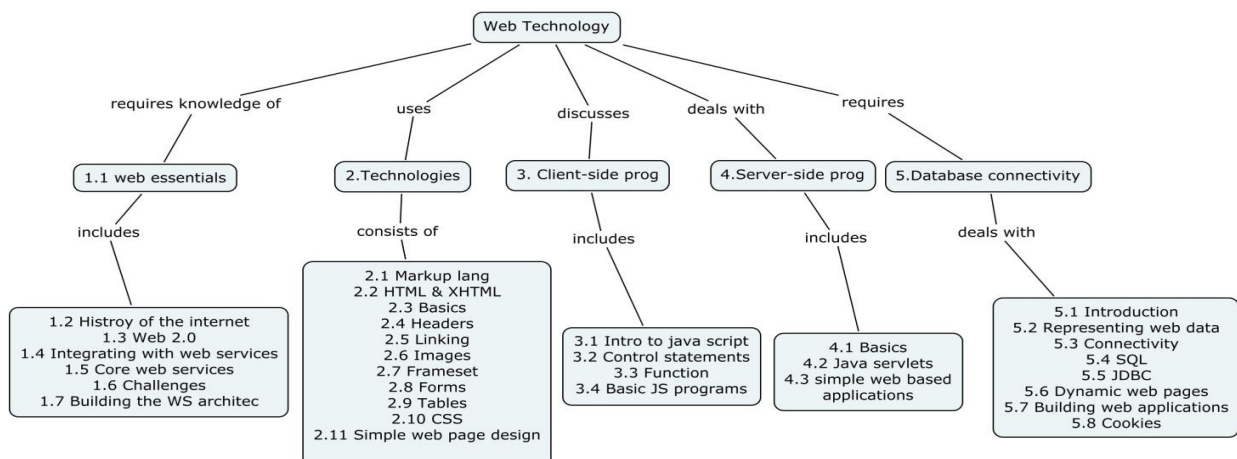 Web Technology
requires knowledge of
uses
discusses
deals with
requires
1.1 web essentials
2.Technologies
3. Client-side prog
4.Server-side prog
5.Database connectivity
includes
consists of
includes
includes
deals with
1.2 Histroy of the internet
1.3 Web 2.0
1.4 Integrating with web services
1.5 Core web services
1.6 Challenges
1.7 Building the WS architec
2.1 Markup lang
2.2 HTML & XHTML
2.3 Basics
2.4 Headers
2.5 Linking
2.6 Images
2.7 Frameset
2.8 Forms
2.9 Tables
2.10 CSS
2.11 Simple web page design
3.1 Intro to java script
3.2 Control statements
3.3 Function
3.4 Basic JS programs
4.1 Basics
4.2 Java servlets
4.3 simple web based
applications
5.1 Introduction
5.2 Representing web data
5.3 Connectivity
5.4 SQL
5.5 JDBC
5.6 Dynamic web pages
5.7 Building web applications
5.8 Cookies